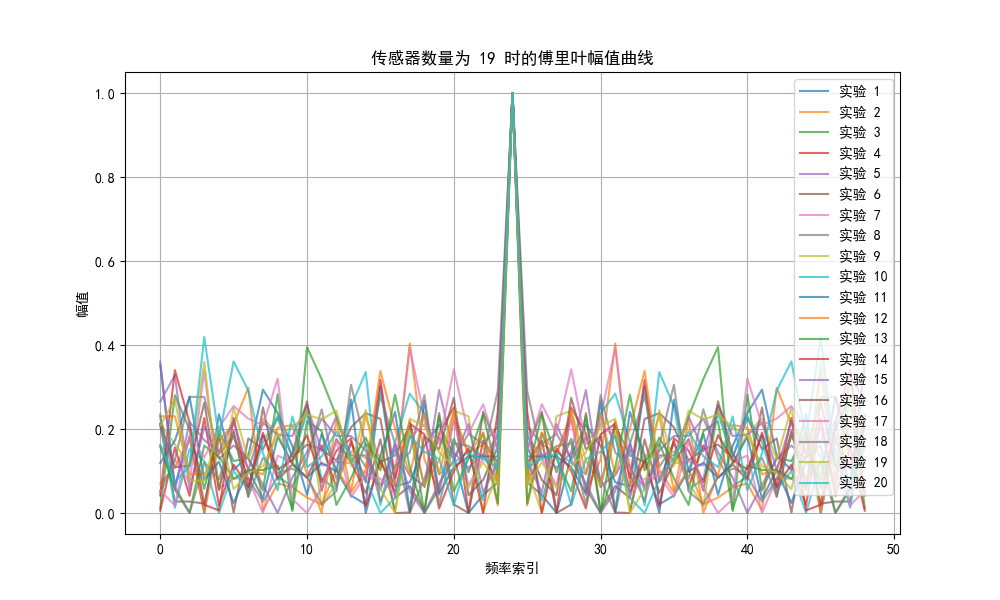 传感器数量为 19 时的傅里叶幅值曲线
1.0
0.8
0.6
0.4
0.2
0.0
幅值
实验 1
实验 2
实验 3
实验 4
实验 5
实验 6
实验 7
实验 8
实验 9
实验 10
实验 11
实验 12
实验 13
实验 14
实验 15
实验 16
实验 17
实验 18
实验 19
实验 20
0
10
20
30
40
50
频率索引